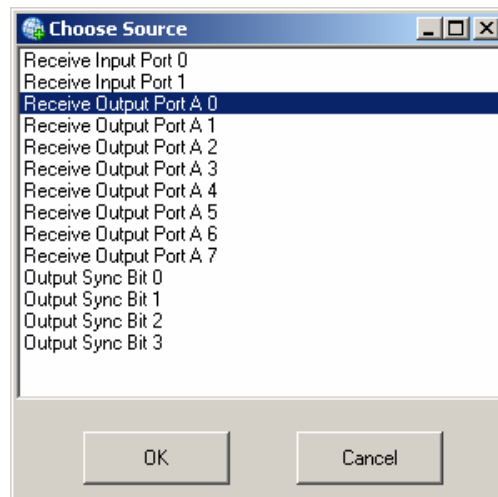 Choose Source
Receive Input Port 0
Receive Input Port 1
Receive Output Port A 0
Receive Output Port A 1
Receive Output Port A 2
Receive Output Port A 3
Receive Output Port A 4
Receive Output Port A 5
Receive Output Port A 6
Receive Output Port A 7
Output Sync Bit 0
Output Sync Bit 1
Output Sync Bit 2
Output Sync Bit 3
OK Cancel